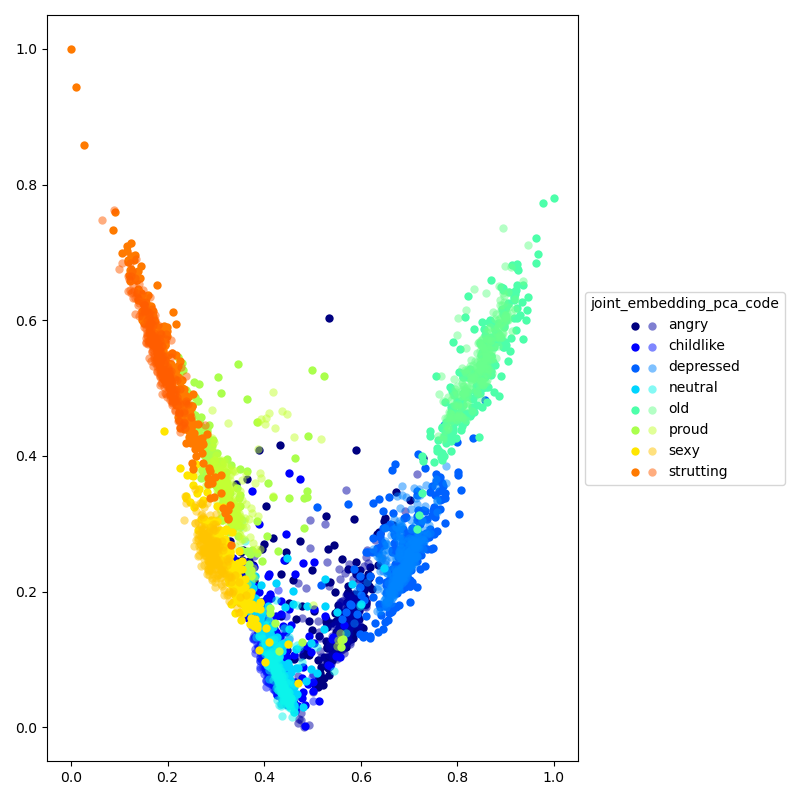 1.0
0.8
0.6
0.4
0.2
0.0
0.0 0.2 0.4 0.6 0.8 1.0
joint_embedding_pca_code
angry
childlike
depressed
neutral
old
proud
sexy
strutting